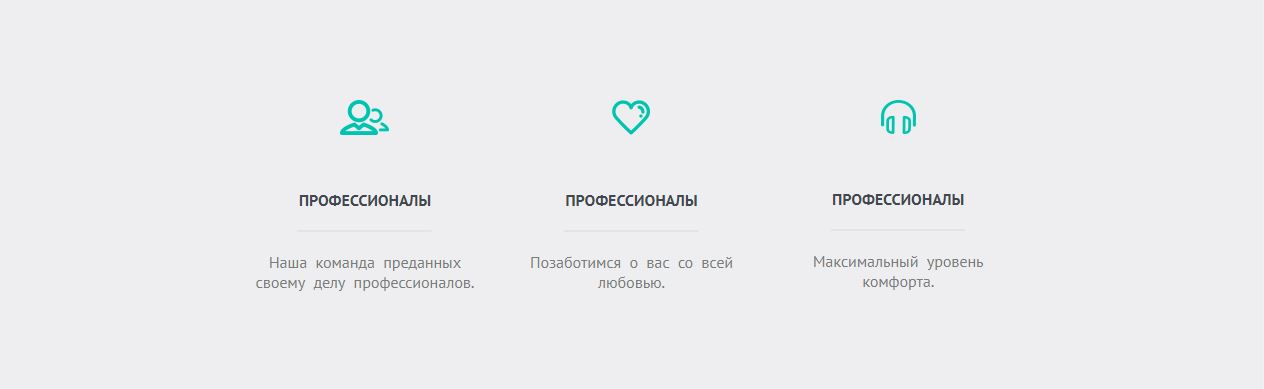 ПРОФЕССИОНАЛЫ
Наша команда преданных
своему делу профессионалов.
ПРОФЕССИОНАЛЫ
Позаботимся о вас со всей
любовью.
ПРОФЕССИОНАЛЫ
Максимальный уровень
комфорта.